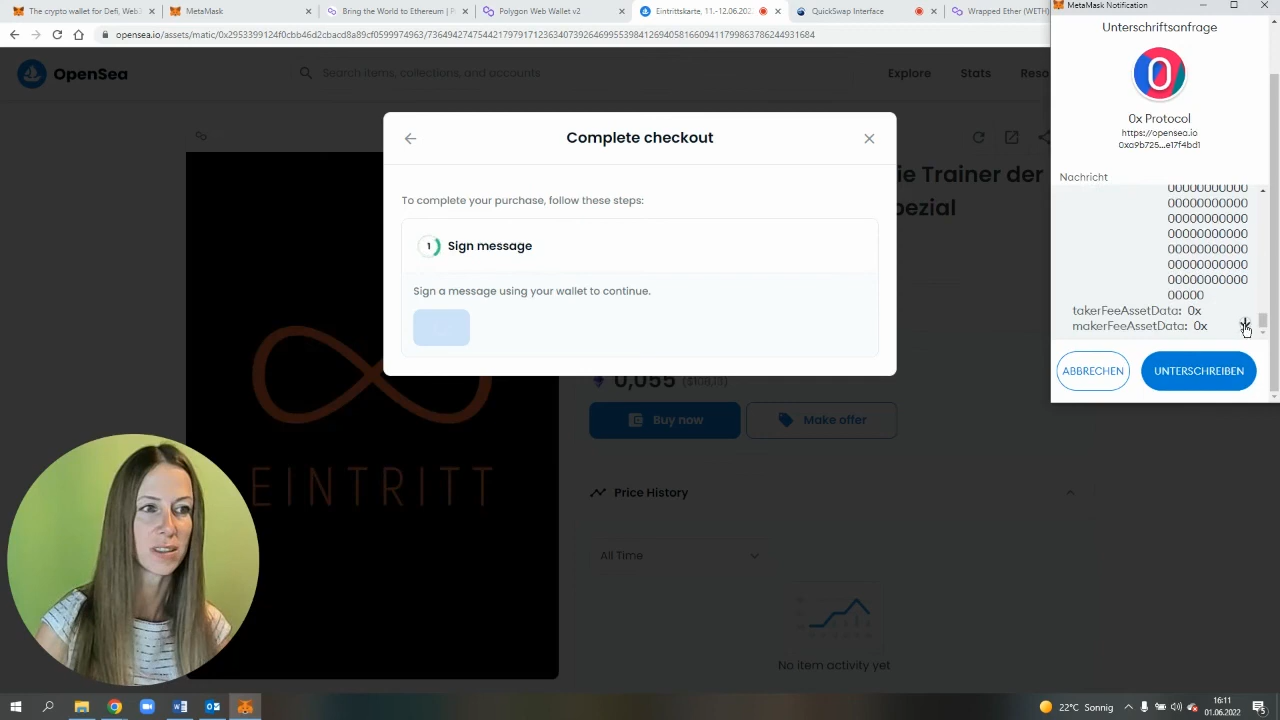 The crypto wallet for Defi, Web3
MetaMask
Bring the World to Ethereum | P
Polygon Web Wallet v2
Eintrittskarte, 11.-12.06.202
QuickSwap Interface
Wrapped Ether (WETH)
MetaMask Notification
opensea.io/assets/matic/0x2953399124f0cbb46d2cbacd8a89cf0599974963/73649427475442179791712363407392646995539841269405816609411799863786244931684
OpenSea
Search items, collections, and accounts
Explore
Stats
Reso
Unterschriftsanfrage
0x Protocol
https://opensea.io
0xa9b725...e17f4bd1
Nachricht
00000000000
00000000000
00000000000
00000000000
00000000000
00000000000
00000000000
00000
takerFeeAssetData: 0x
makerFeeAssetData: 0x
ABBRECHEN
UNTERSCHREIBEN
Complete checkout
ie Trainer der
pezial
To complete your purchase, follow these steps:
1
Sign message
Sign a message using your wallet to continue.
0,055
Buy now
Make offer
EINTRITT
Price History
All Time
No item activity yet
22°C Sonnig
16:11
01.06.2022